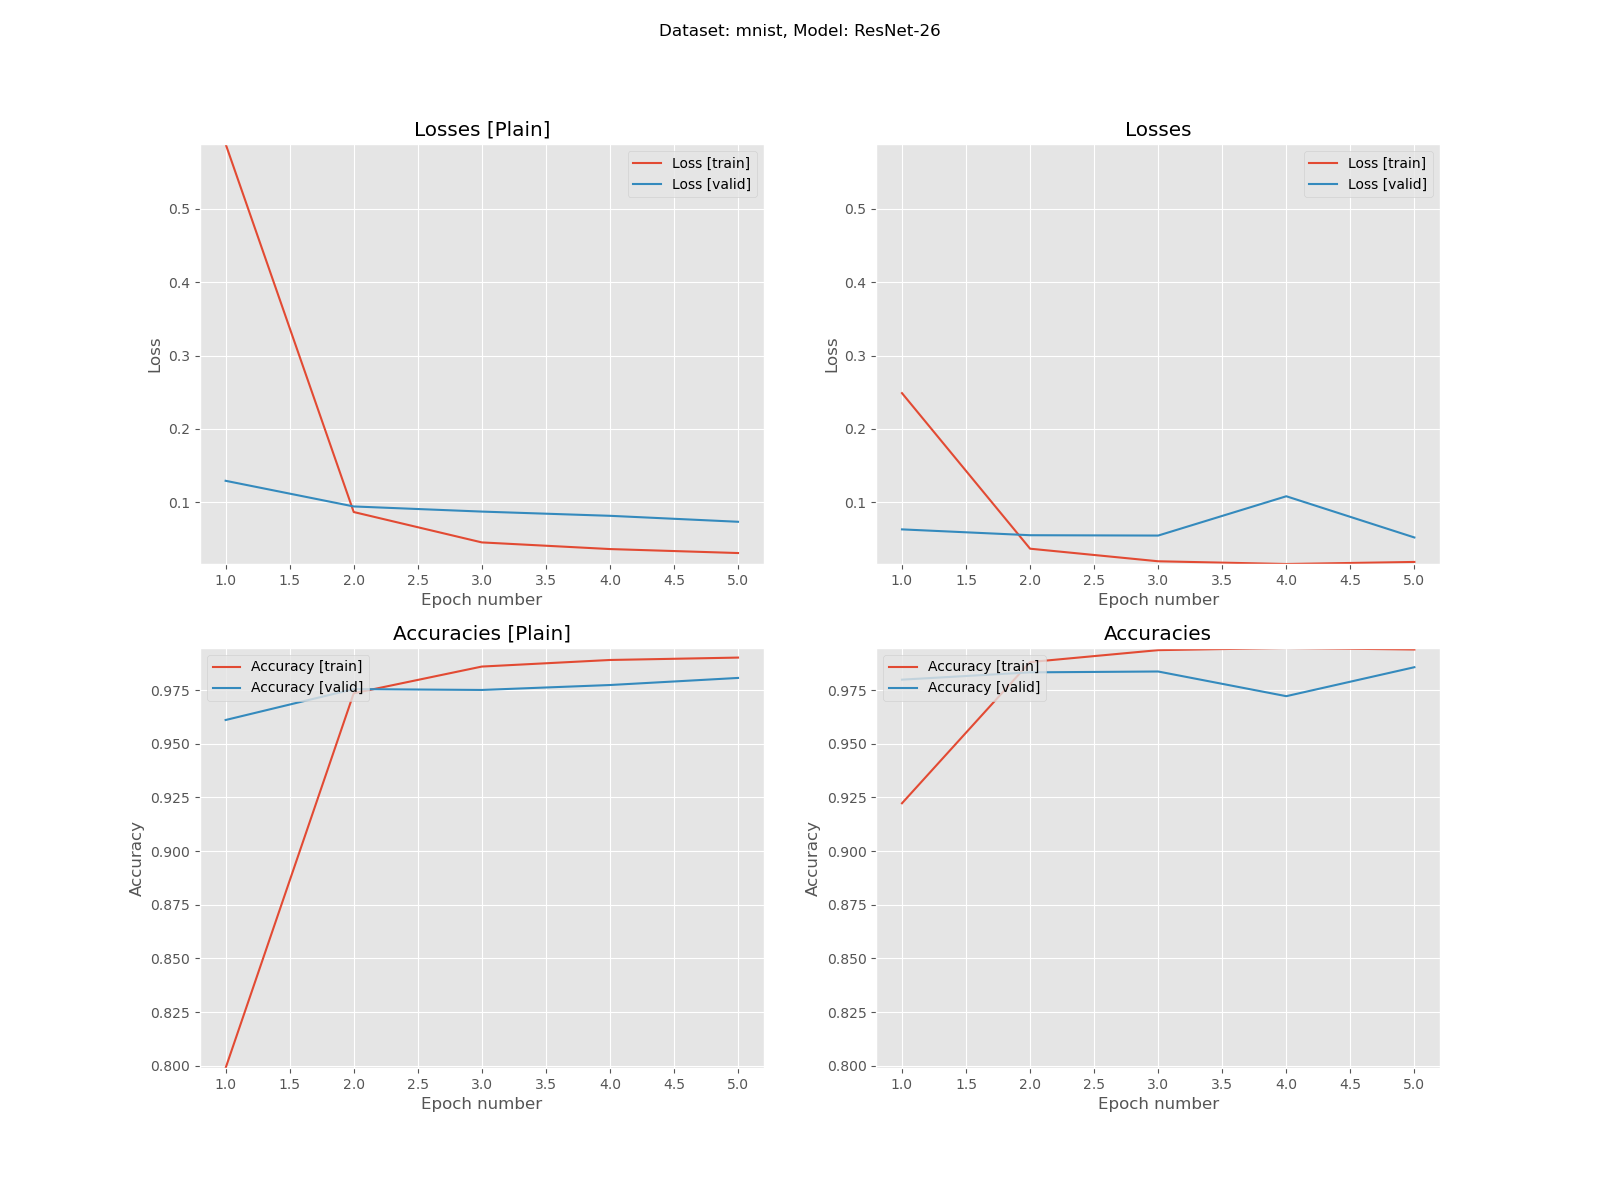 Dataset: mnist, Model: ResNet-26
Losses [Plain]
Loss [train]
Loss [valid]
0.5
0.4
0.3
0.2
0.1
Loss
1.0 1.5 2.0 2.5 3.0 3.5 4.0 4.5 5.0
Epoch number
Losses
Loss [train]
Loss [valid]
0.5
0.4
0.3
0.2
0.1
Loss
1.0 1.5 2.0 2.5 3.0 3.5 4.0 4.5 5.0
Epoch number
Accuracies [Plain]
Accuracy [train]
Accuracy [valid]
0.975
0.950
0.925
0.900
0.875
0.850
0.825
0.800
Accuracy
1.0 1.5 2.0 2.5 3.0 3.5 4.0 4.5 5.0
Epoch number
Accuracies
Accuracy [train]
Accuracy [valid]
0.975
0.950
0.925
0.900
0.875
0.850
0.825
0.800
Accuracy
1.0 1.5 2.0 2.5 3.0 3.5 4.0 4.5 5.0
Epoch number